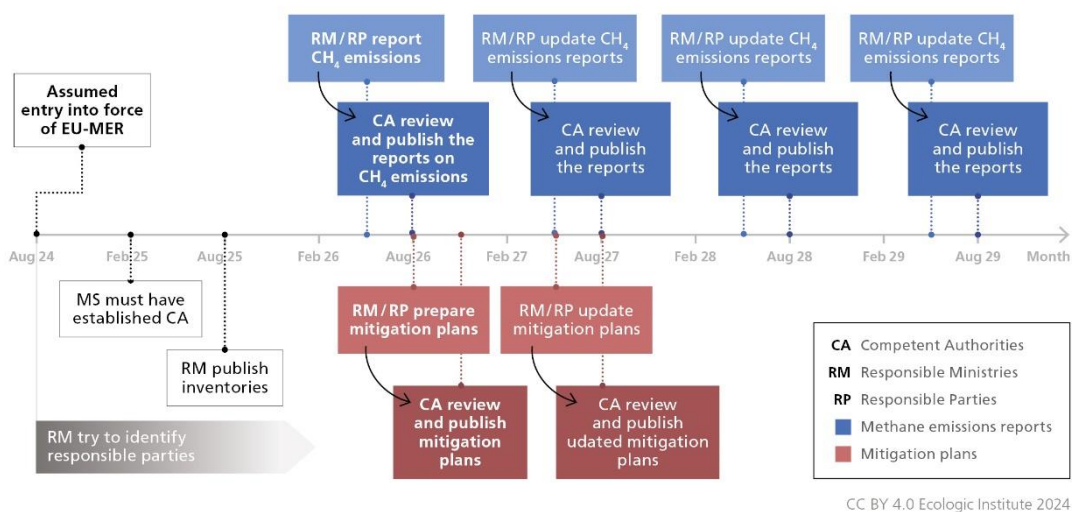 RM/RP report
CH₄ emissions
RM/RP update CH₄
emissions reports
RM/RP update CH₄
emissions reports
RM/RP update CH₄
emissions reports
Assumed
entry into force
of EU-MER
CA review
and publish the
reports on
CH₄ emissions
CA review
and publish
the reports
CA review
and publish
the reports
CA review
and publish
the reports
Aug 24
Feb 25
Aug 25
Feb 26
Aug 26
Feb 27
Aug 27
Feb 28
Aug 28
Feb 29
Aug 29
Month
MS must have
established CA
RM publish
inventories
RM/RP prepare
mitigation plans
RM/RP update
mitigation plans
CA review
and publish
mitigation
plans
CA review
and publish
udated mitigation
plans
RM try to identify
responsible parties
CA Competent Authorities
RM Responsible Ministries
RP Responsible Parties
Methane emissions reports
Mitigation plans
CC BY 4.0 Ecologic Institute 2024